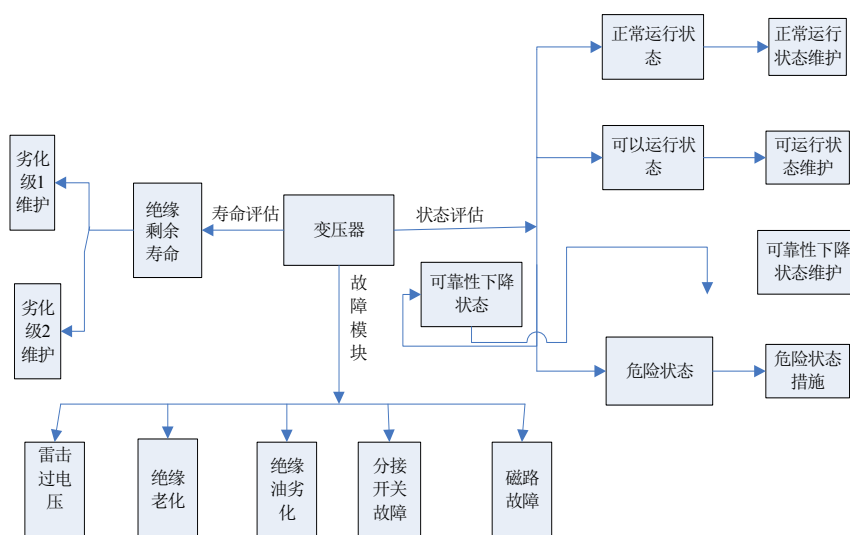 正常运行状
态
正常运行
状态维护
可以运行状
态
可运行状
态维护
劣化
级1
维护
绝缘
剩余
寿命
寿命评估
变压器
状态评估
可靠性下降
状态
可靠性下降
状态维护
劣化
级2
维护
故
障
模
块
危险状态
危险状态
措施
雷击
过电
压
绝缘
老化
绝缘
油劣
化
分接
开关
故障
磁路
故障